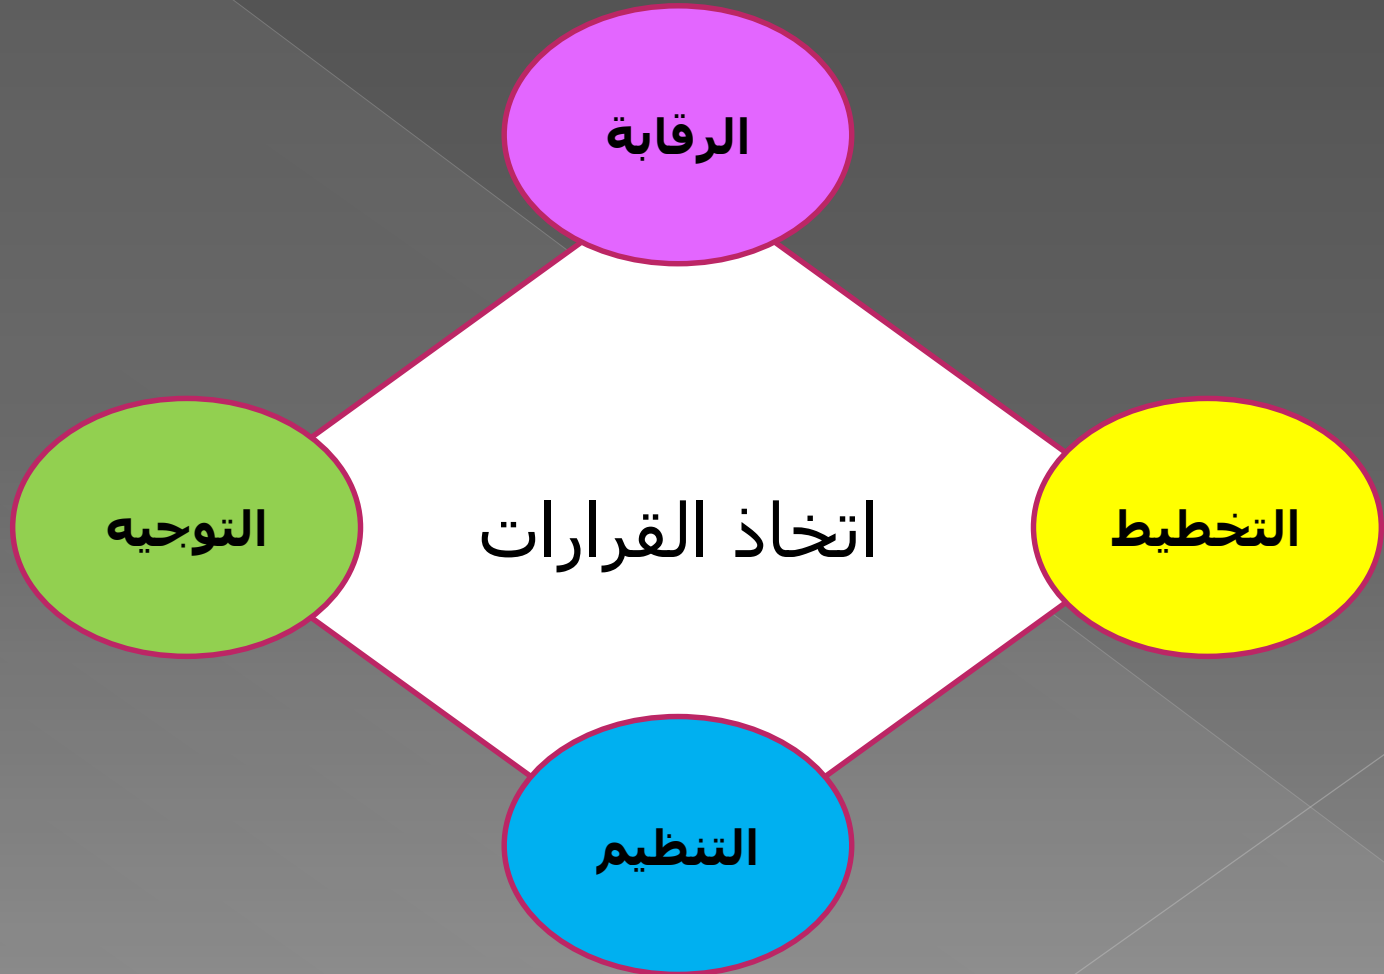 الرقابة
التخطيط
اتخاذ القرارات
التوجيه
التنظيم